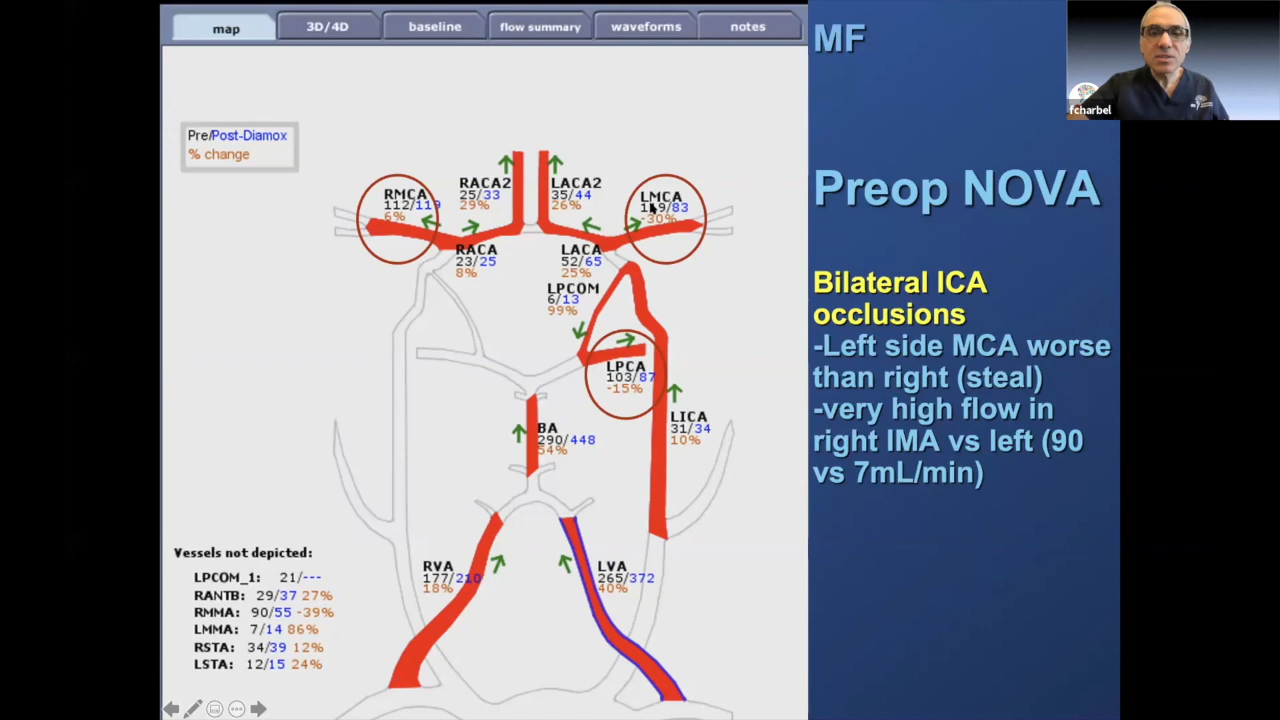 map 3D/4D baseline flow summary waveforms notes
Pre/Post-Diamox
% change
RMCA
112/119
6%
RACA2
25/33
29%
LACA2
35/44
26%
LMCA
/83
-30%
RACA
23/25
8%
LACA
52/65
25%
LPCOM
6/13
99%
LPCA
103/87
-15%
LICA
31/34
10%
BA
290/448
54%
RVA
177/210
18%
LVA
265/372
40%
Vessels not depicted:
LPCOM_1: 21/---
RANTB: 29/37 27%
RMMA: 90/55 -39%
LMMA: 7/14 86%
RSTA: 34/39 12%
LSTA: 12/15 24%
MF
Preop NOVA
Bilateral ICA
occlusions
-Left side MCA worse
than right (steal)
-very high flow in
right IMA vs left (90
vs 7mL/min)
fcharbel